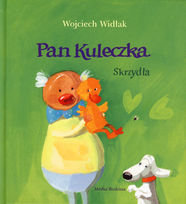 Wojciech Widłak
Pan Kuleczka
Skrzydła
Media Rodzina